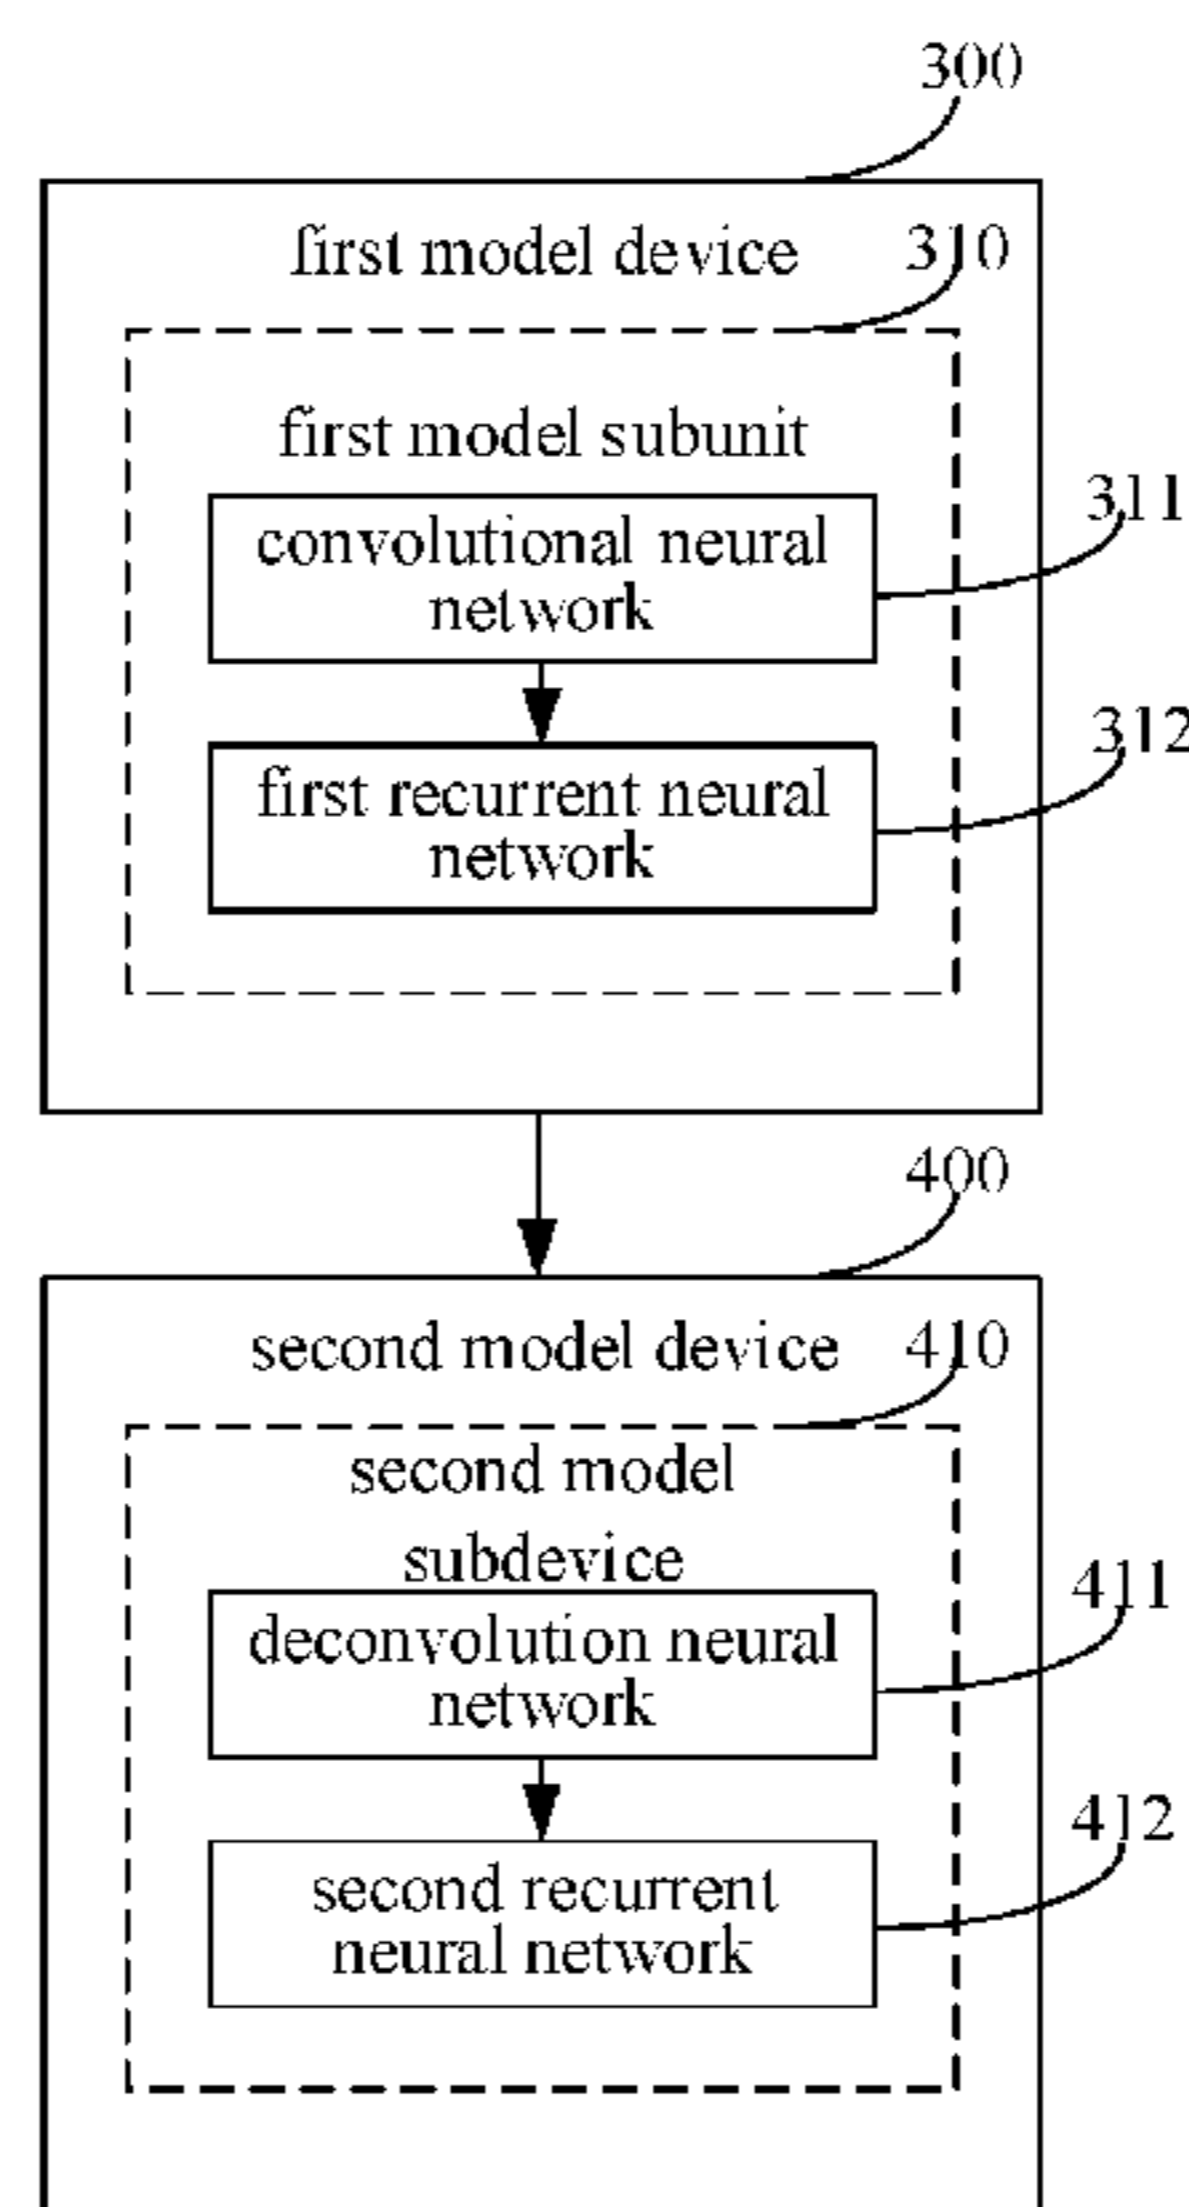 300
first model device
310
first model subunit
convolutional neural
network
311
first recurrent neural
network
312
400
second model device
410
second model
subdevice
deconvolution neural
network
411
second recurrent
neural network
412